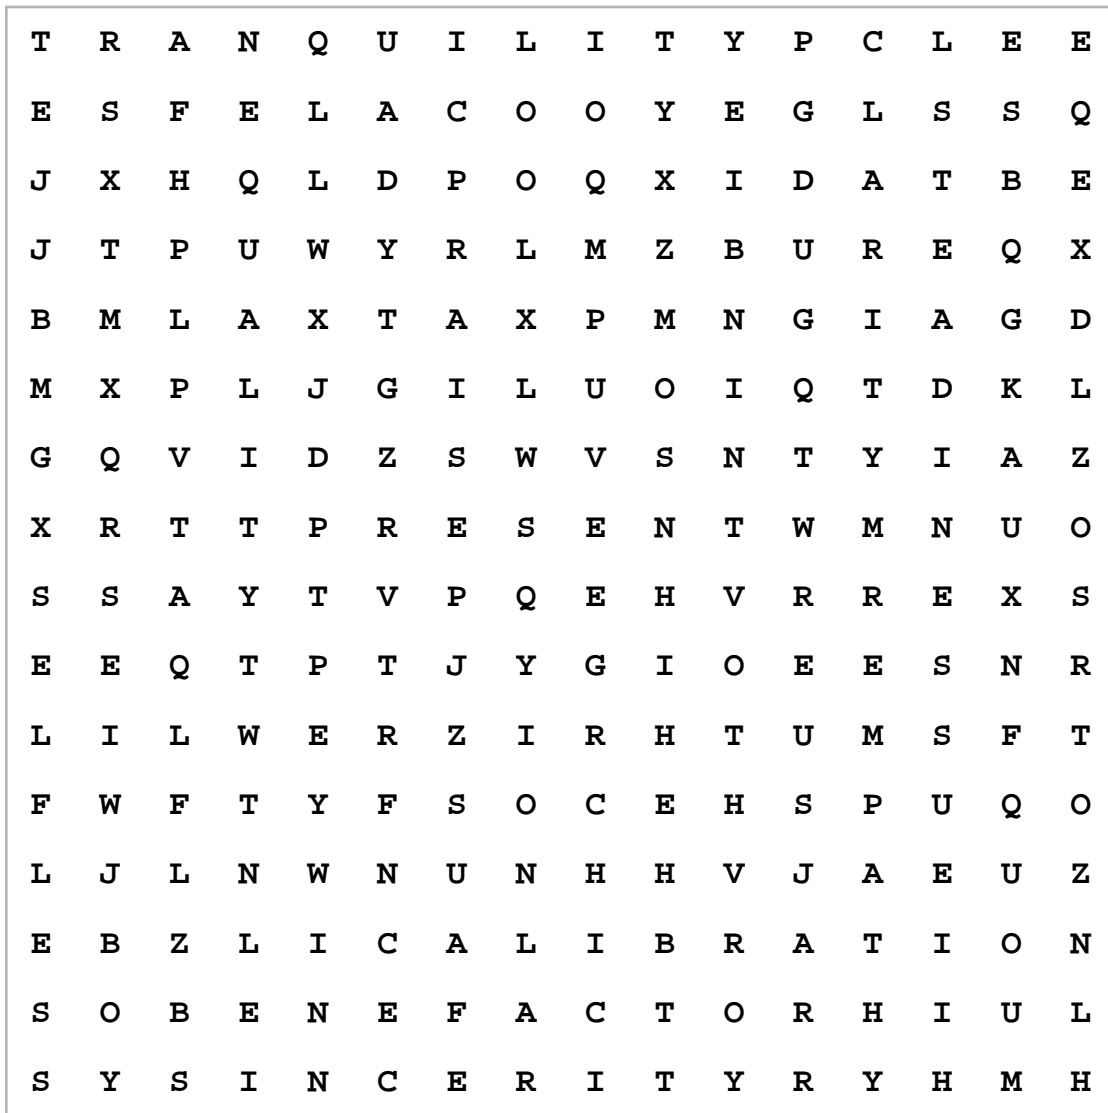 T R A N Q U I L I T Y P C L E E
E S F E L A C O O Y E G L S S Q
J X H Q L D P O Q X I D A T B E
J T P U W Y R L M Z B U R E Q X
B M L A X T A X P M N G I A G D
M X P L J G I L U O I Q T D K L
G Q V I D Z S W V S N T Y I A Z
X R T T P R E S E N T W M N U O
S S A Y T V P Q E H V R R E X S
E E Q T P T J Y G I O E E S N R
L I L W E R Z I R H T U M S F T
F W F T Y F S O C E H S P U Q O
L J L N W N U N H H V J A E U Z
E B Z L I C A L I B R A T I O N
S O B E N E F A C T O R H I U L
S Y S I N C E R I T Y R Y H M H